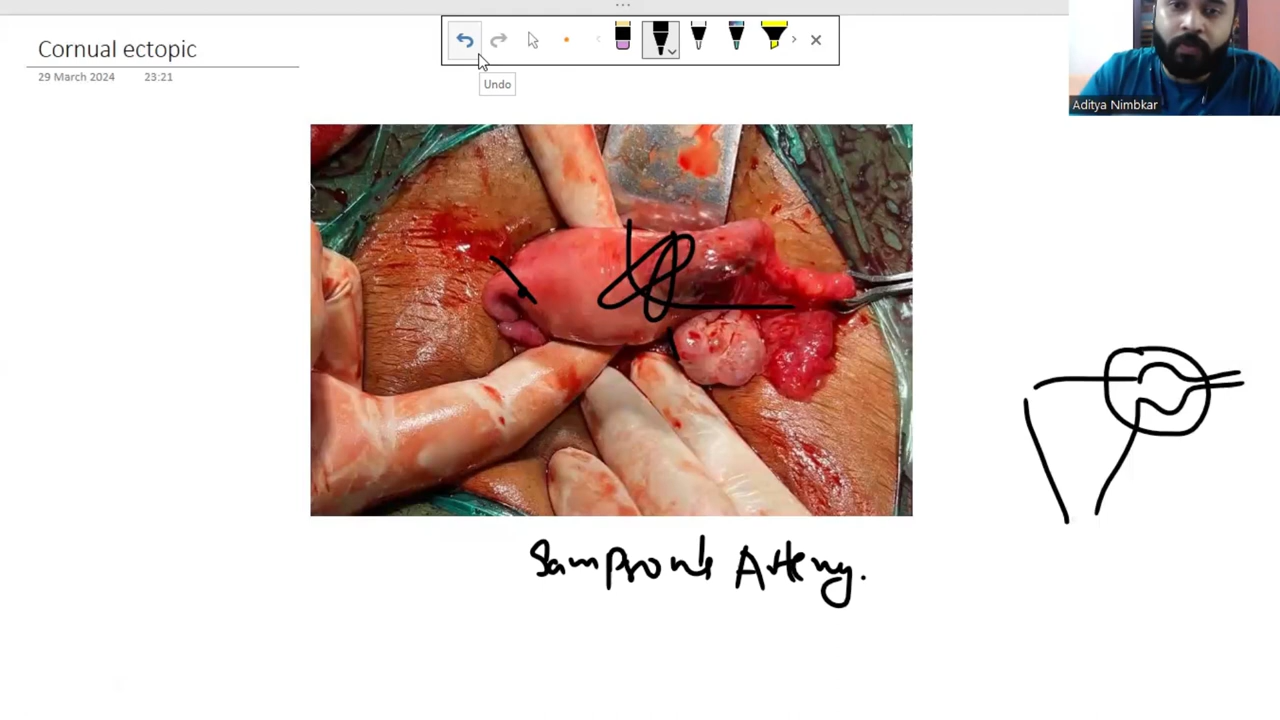 Cornual ectopic
29 March 2024 23:21
Undo
Aditya Nimbkar
Sampson's Artery.